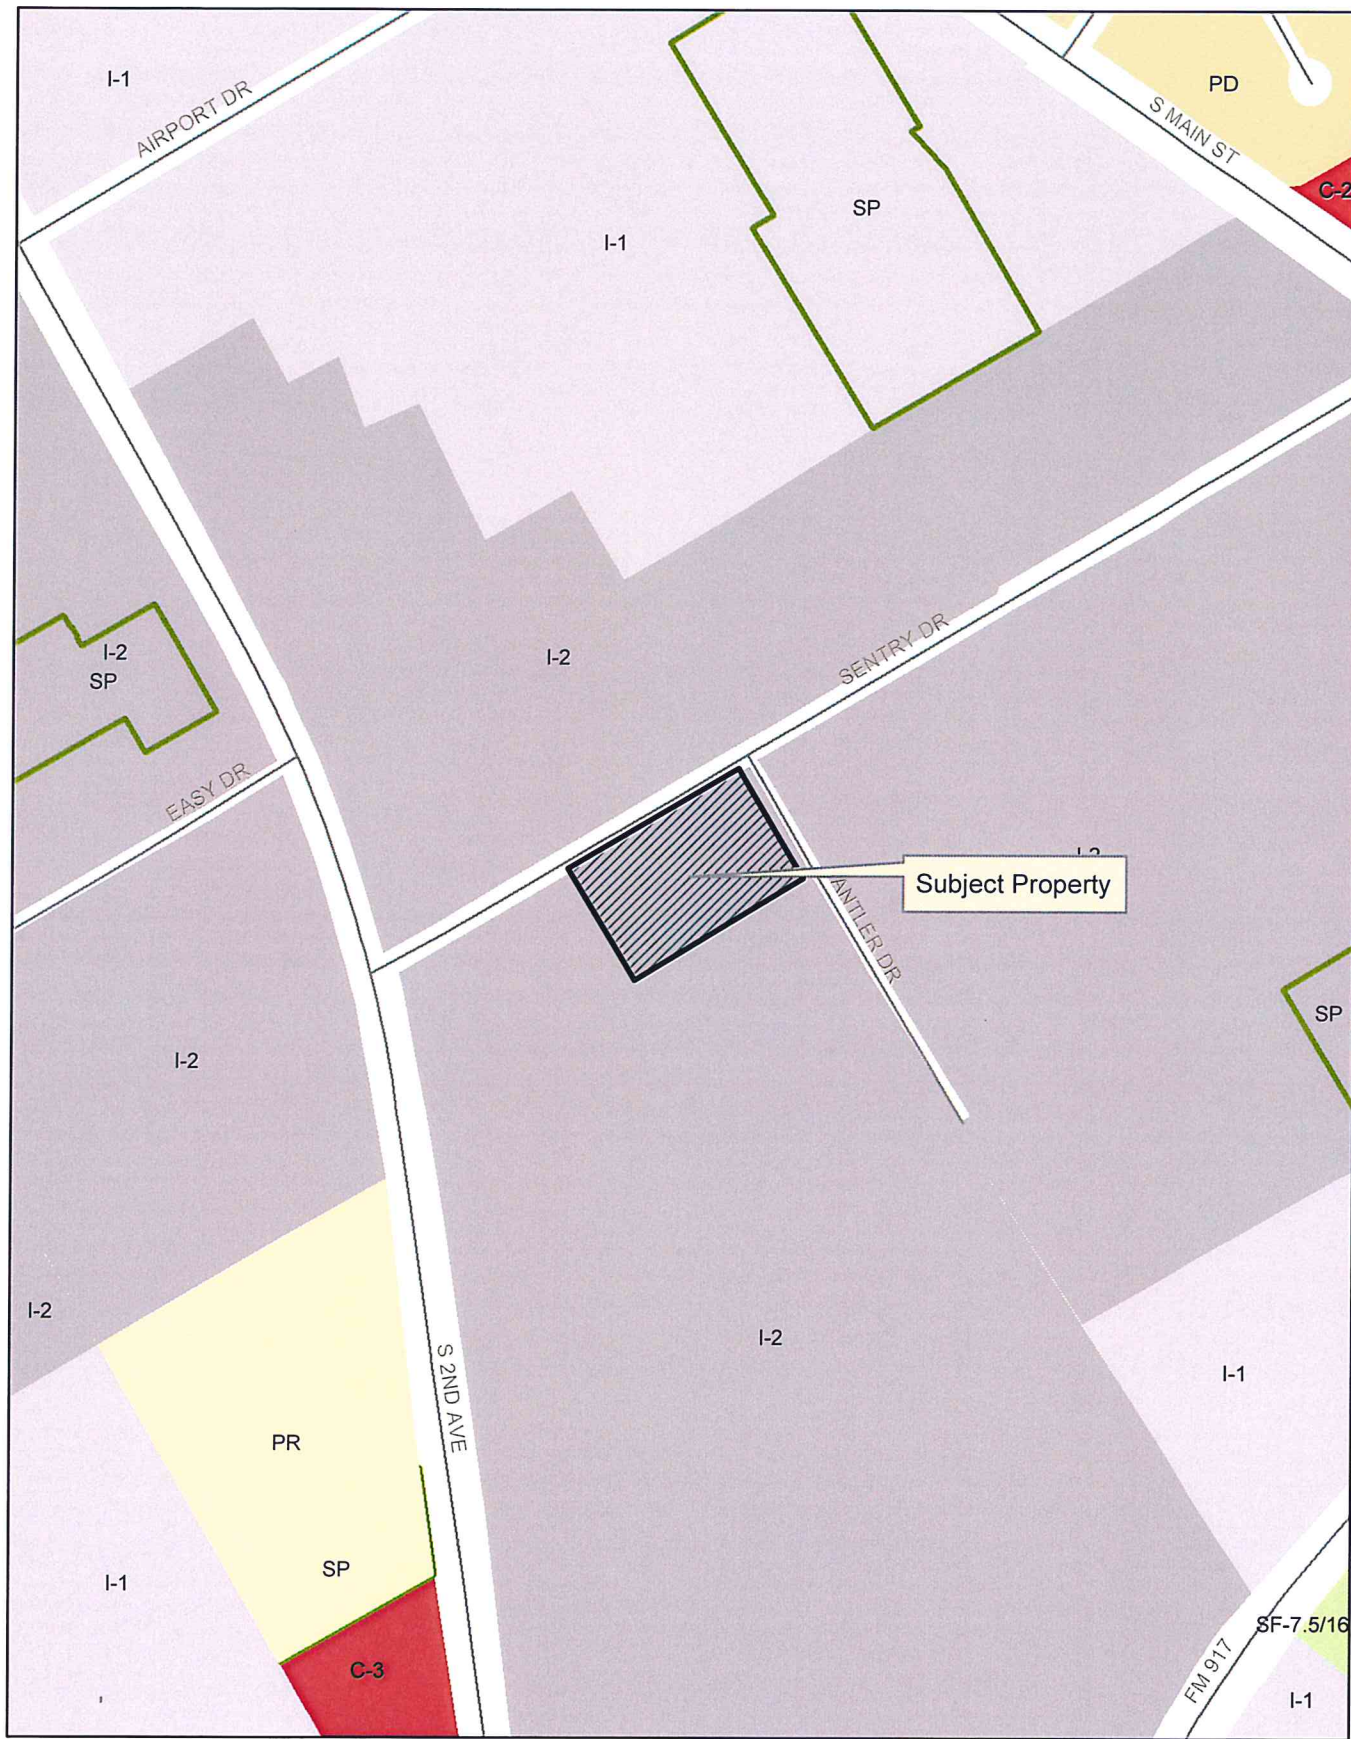 I-1
AIRPORT DR
PD
S MAIN ST
C-2
SP
I-1
I-2
SP
I-2
SENTRY DR
EASY DR
Subject Property
ANTLER DR
SP
I-2
I-2
I-2
S 2ND AVE
I-1
PR
SP
I-1
C-3
SF-7.5/16
FM 917
I-1